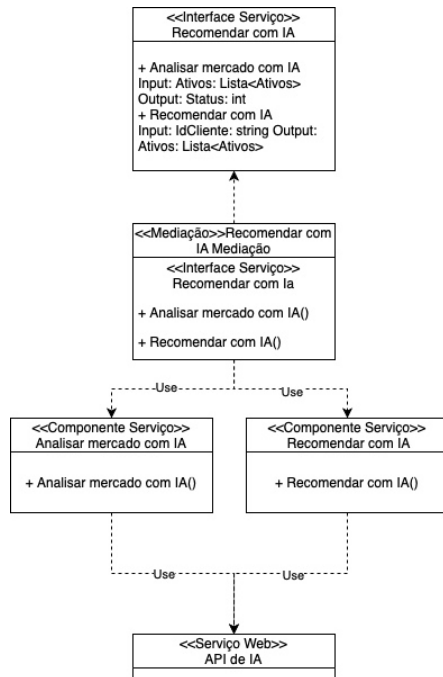 <<Interface Serviço>>
Recomendar com IA
+ Analisar mercado com IA
Input: Ativos: Lista<Ativos>
Output: Status: int
+ Recomendar com IA
Input: IdCliente: string Output:
Ativos: Lista<Ativos>
<<Mediação>>Recomendar com
IA Mediação
<<Interface Serviço>>
Recomendar com Ia
+ Analisar mercado com IA()
+ Recomendar com IA()
Use
Use
<<Componente Serviço>>
Analisar mercado com IA
+ Analisar mercado com IA()
<<Componente Serviço>>
Recomendar com IA
+ Recomendar com IA()
Use
Use
<<Serviço Web>>
API de IA